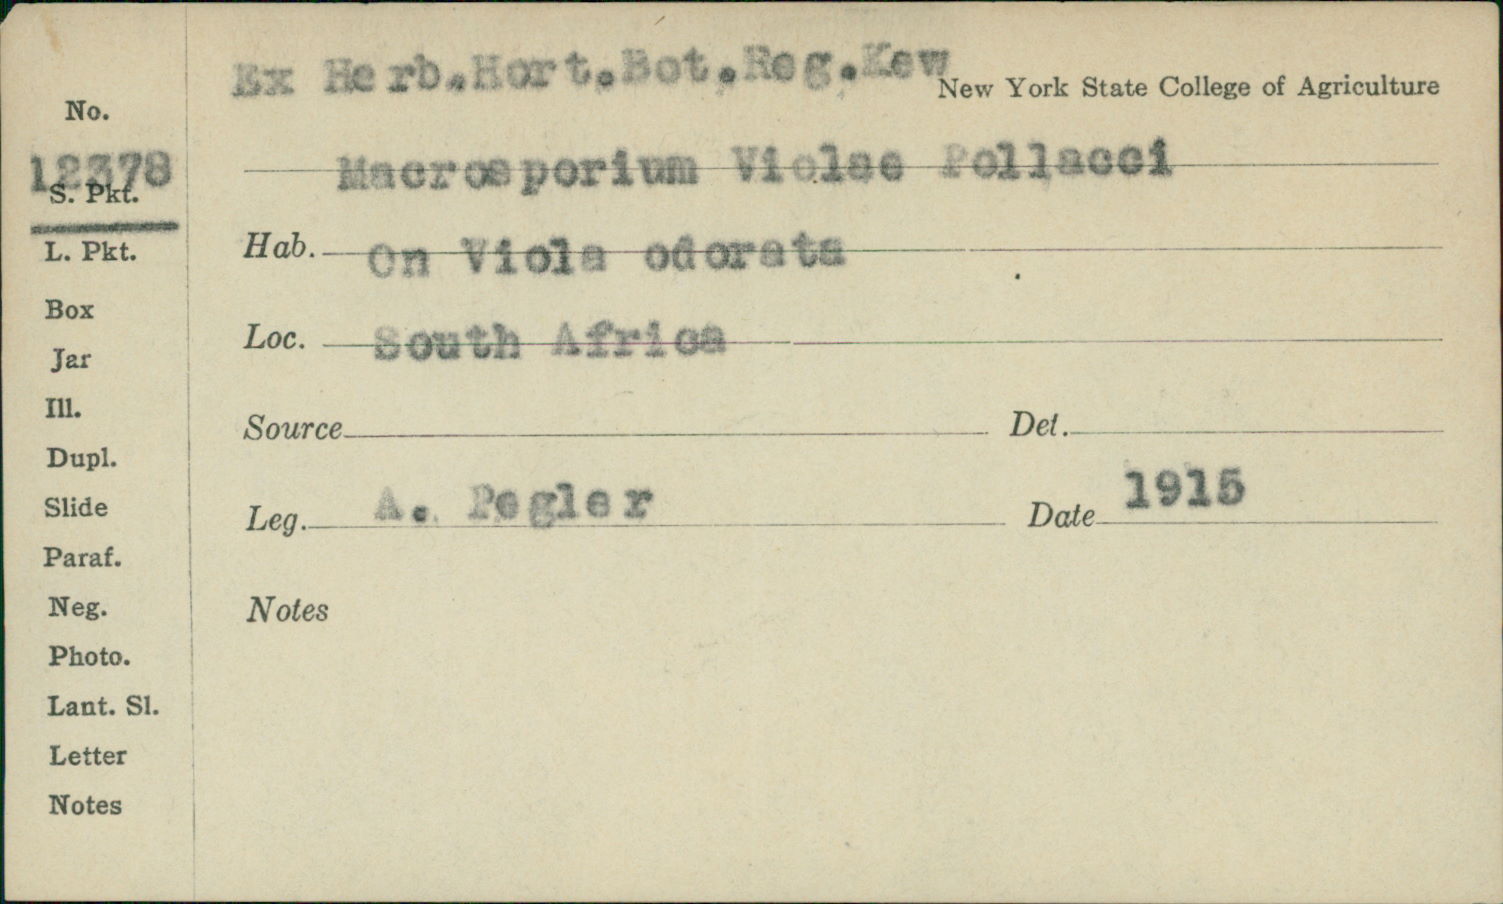 Ex Herb.Hort.Bot.Reg.Kew
New York State College of Agriculture
No.
12378
S. Pkt.
L. Pkt.
Box
Jar
Ill.
Dupl.
Slide
Paraf.
Neg.
Photo.
Lant. Sl.
Letter
Notes
Macrosporium Violae Pollacci
Hab. On Viola odorata
Loc. South Africa
Source Det.
Leg. A. Pegler Date 1915
Notes